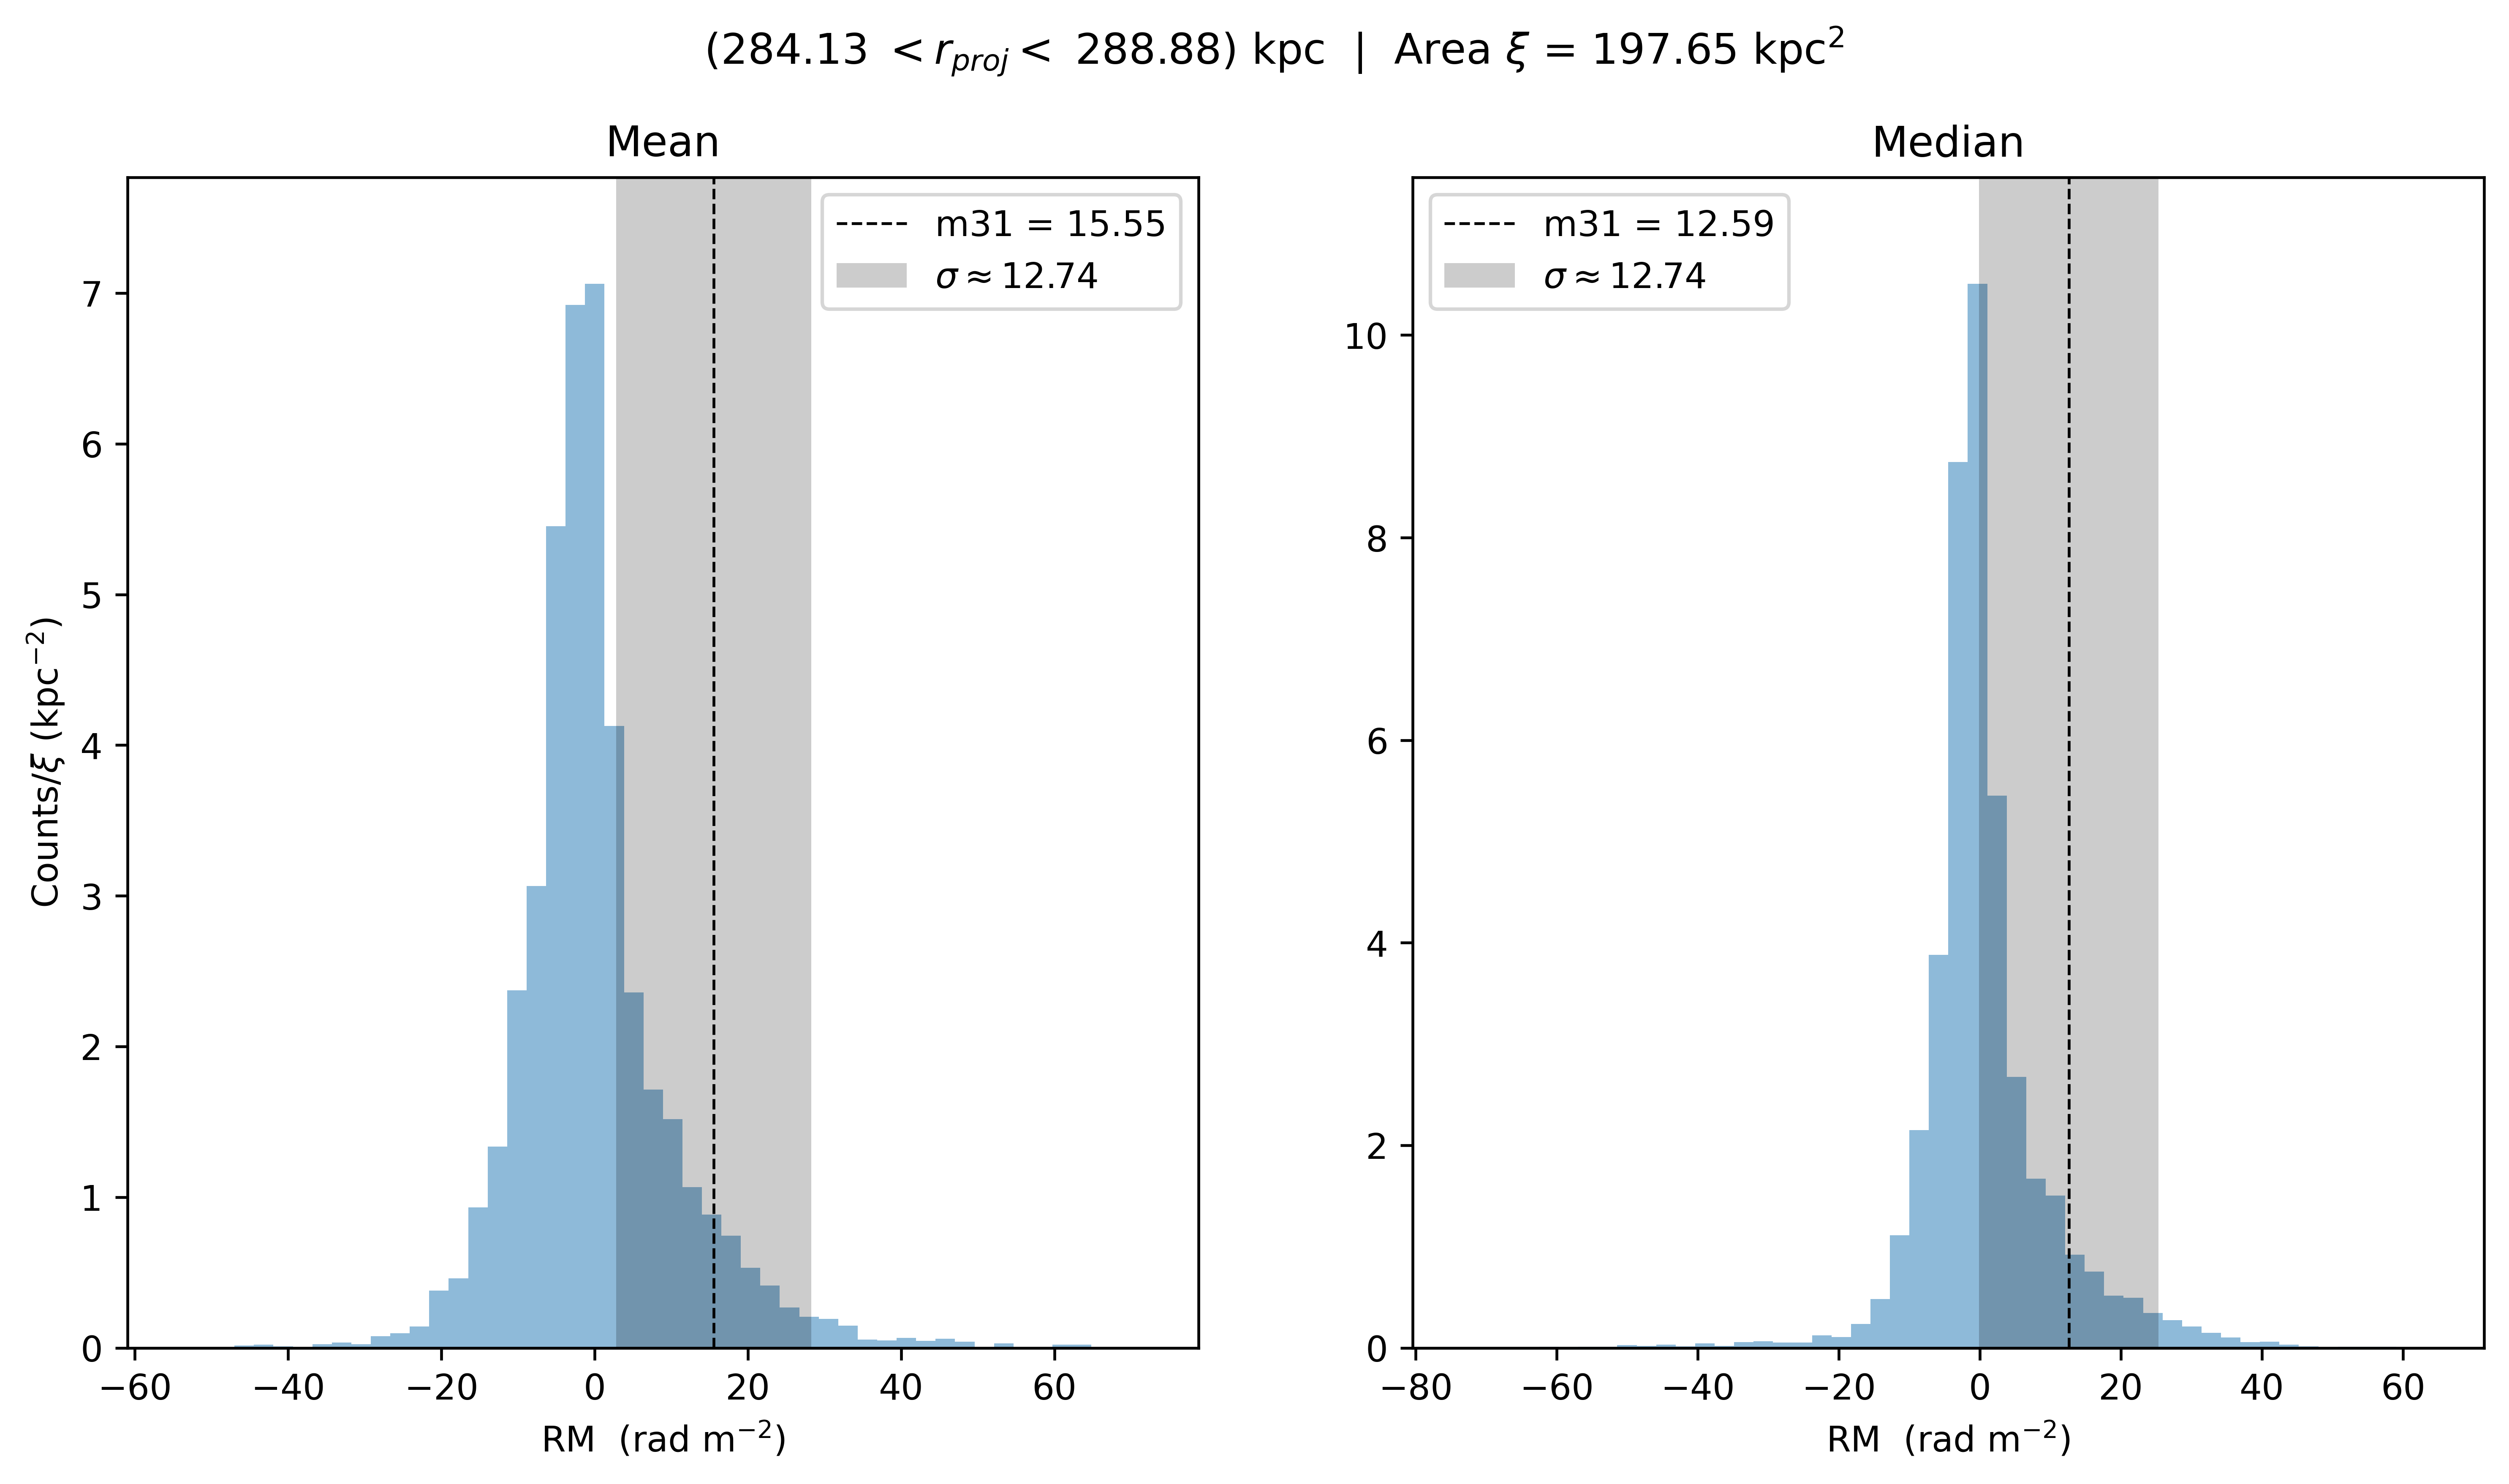 (284.13 < r_proj < 288.88) kpc | Area ξ = 197.65 kpc²
Mean
m31 = 15.55
σ ≈ 12.74
7
6
5
4
3
2
1
0
Counts/ξ (kpc⁻²)
−60 −40 −20 0 20 40 60
RM (rad m⁻²)
Median
m31 = 12.59
σ ≈ 12.74
10
8
6
4
2
0
−80 −60 −40 −20 0 20 40 60
RM (rad m⁻²)